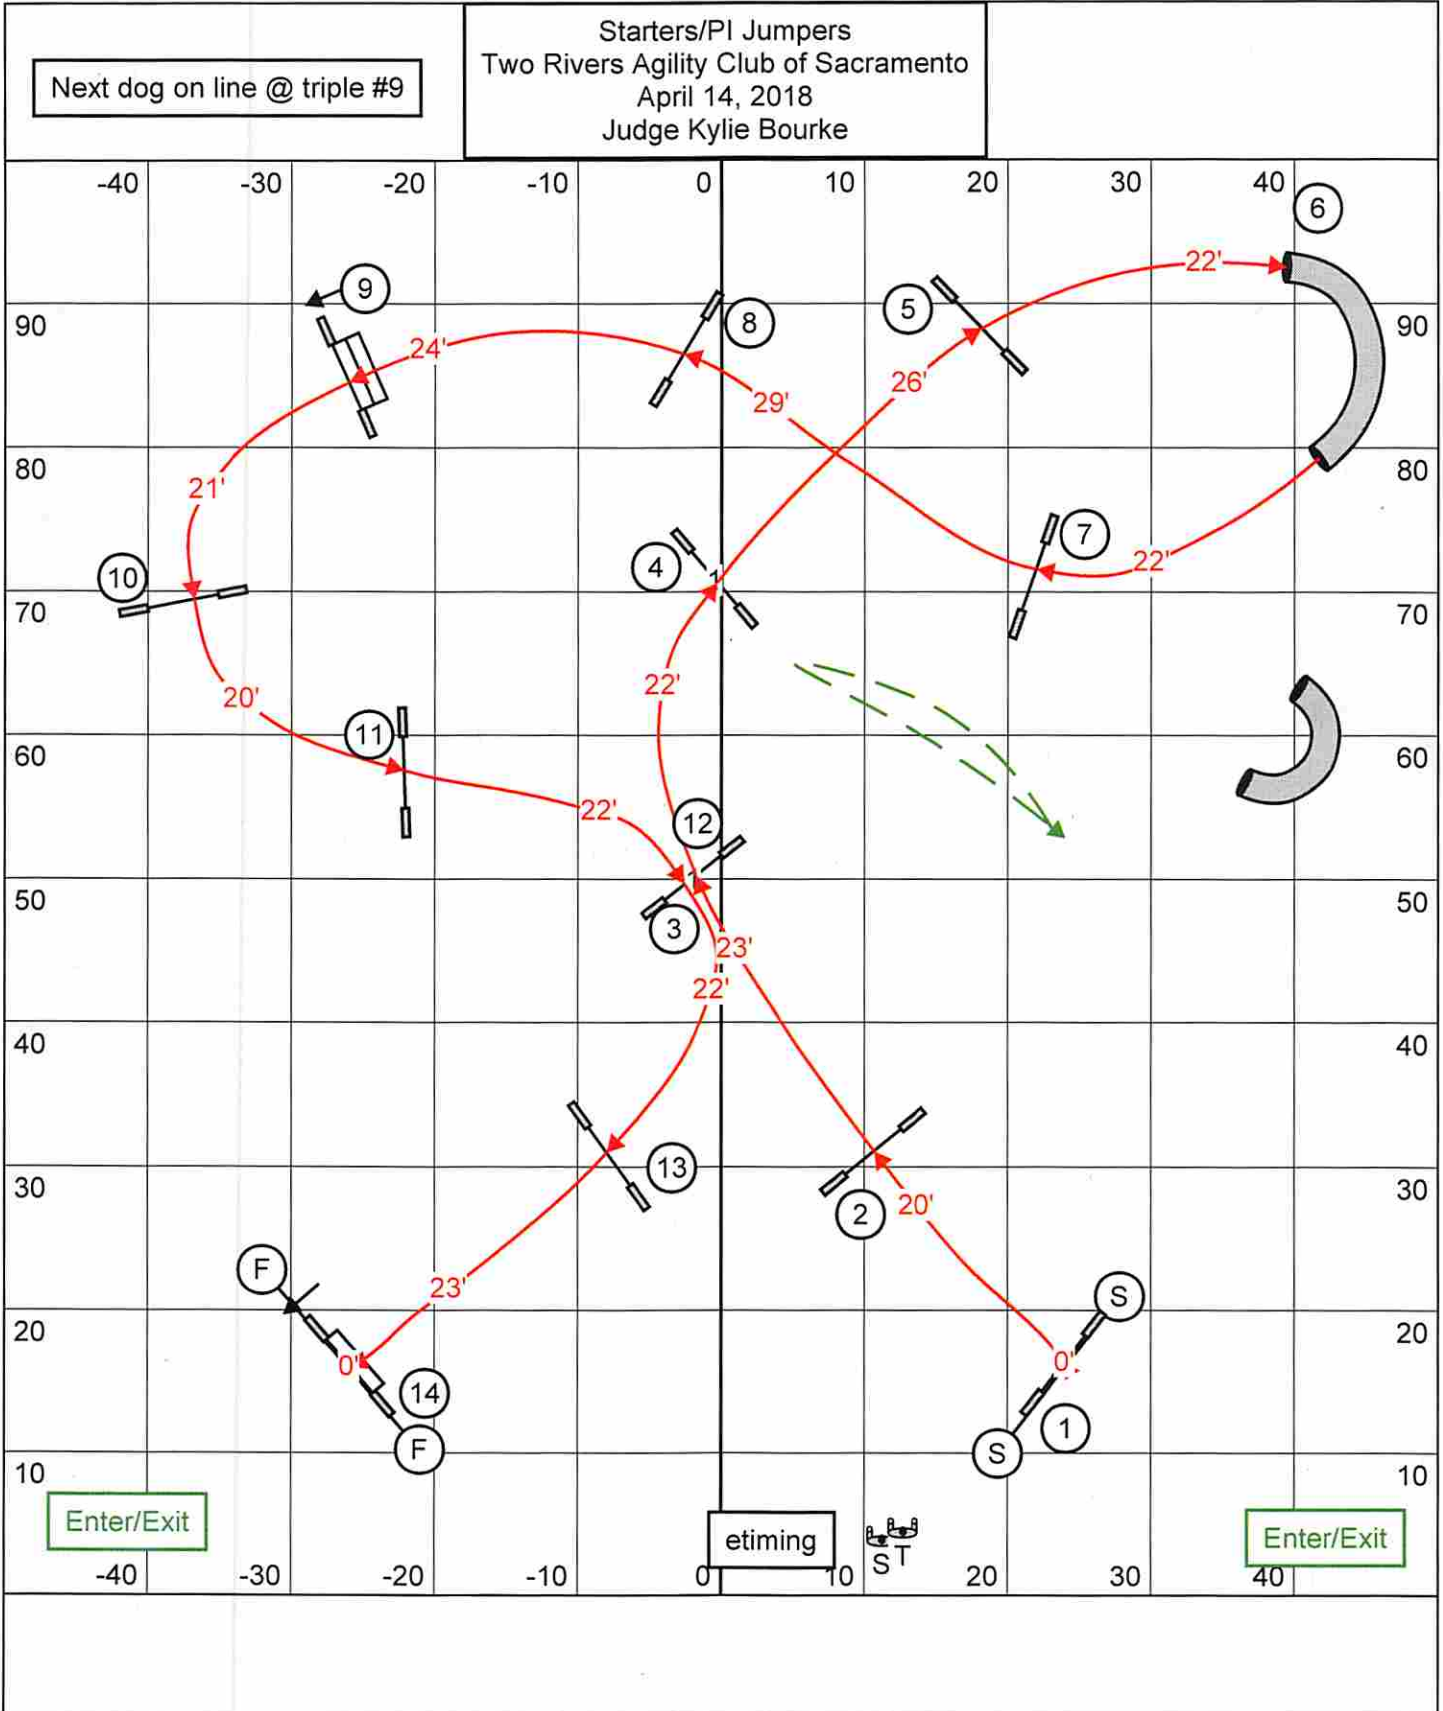 Starters/PI Jumpers
Two Rivers Agility Club of Sacramento
April 14, 2018
Judge Kylie Bourke
Next dog on line @ triple #9
-40 -30 -20 -10 0 10 20 30 40
6
22'
9
5
8
90 90
24'
26'
29'
80 80
21'
7
4
22'
10
1
70 70
22'
20'
11
60 60
22'
12
50 50
3
23'
22'
40 40
13
30 30
20'
2
F
23'
S
20 20
0' 0'
14
1
F
S
10 10
Enter/Exit
etiming
S T
Enter/Exit
-40 -30 -20 -10 0 10 20 30 40